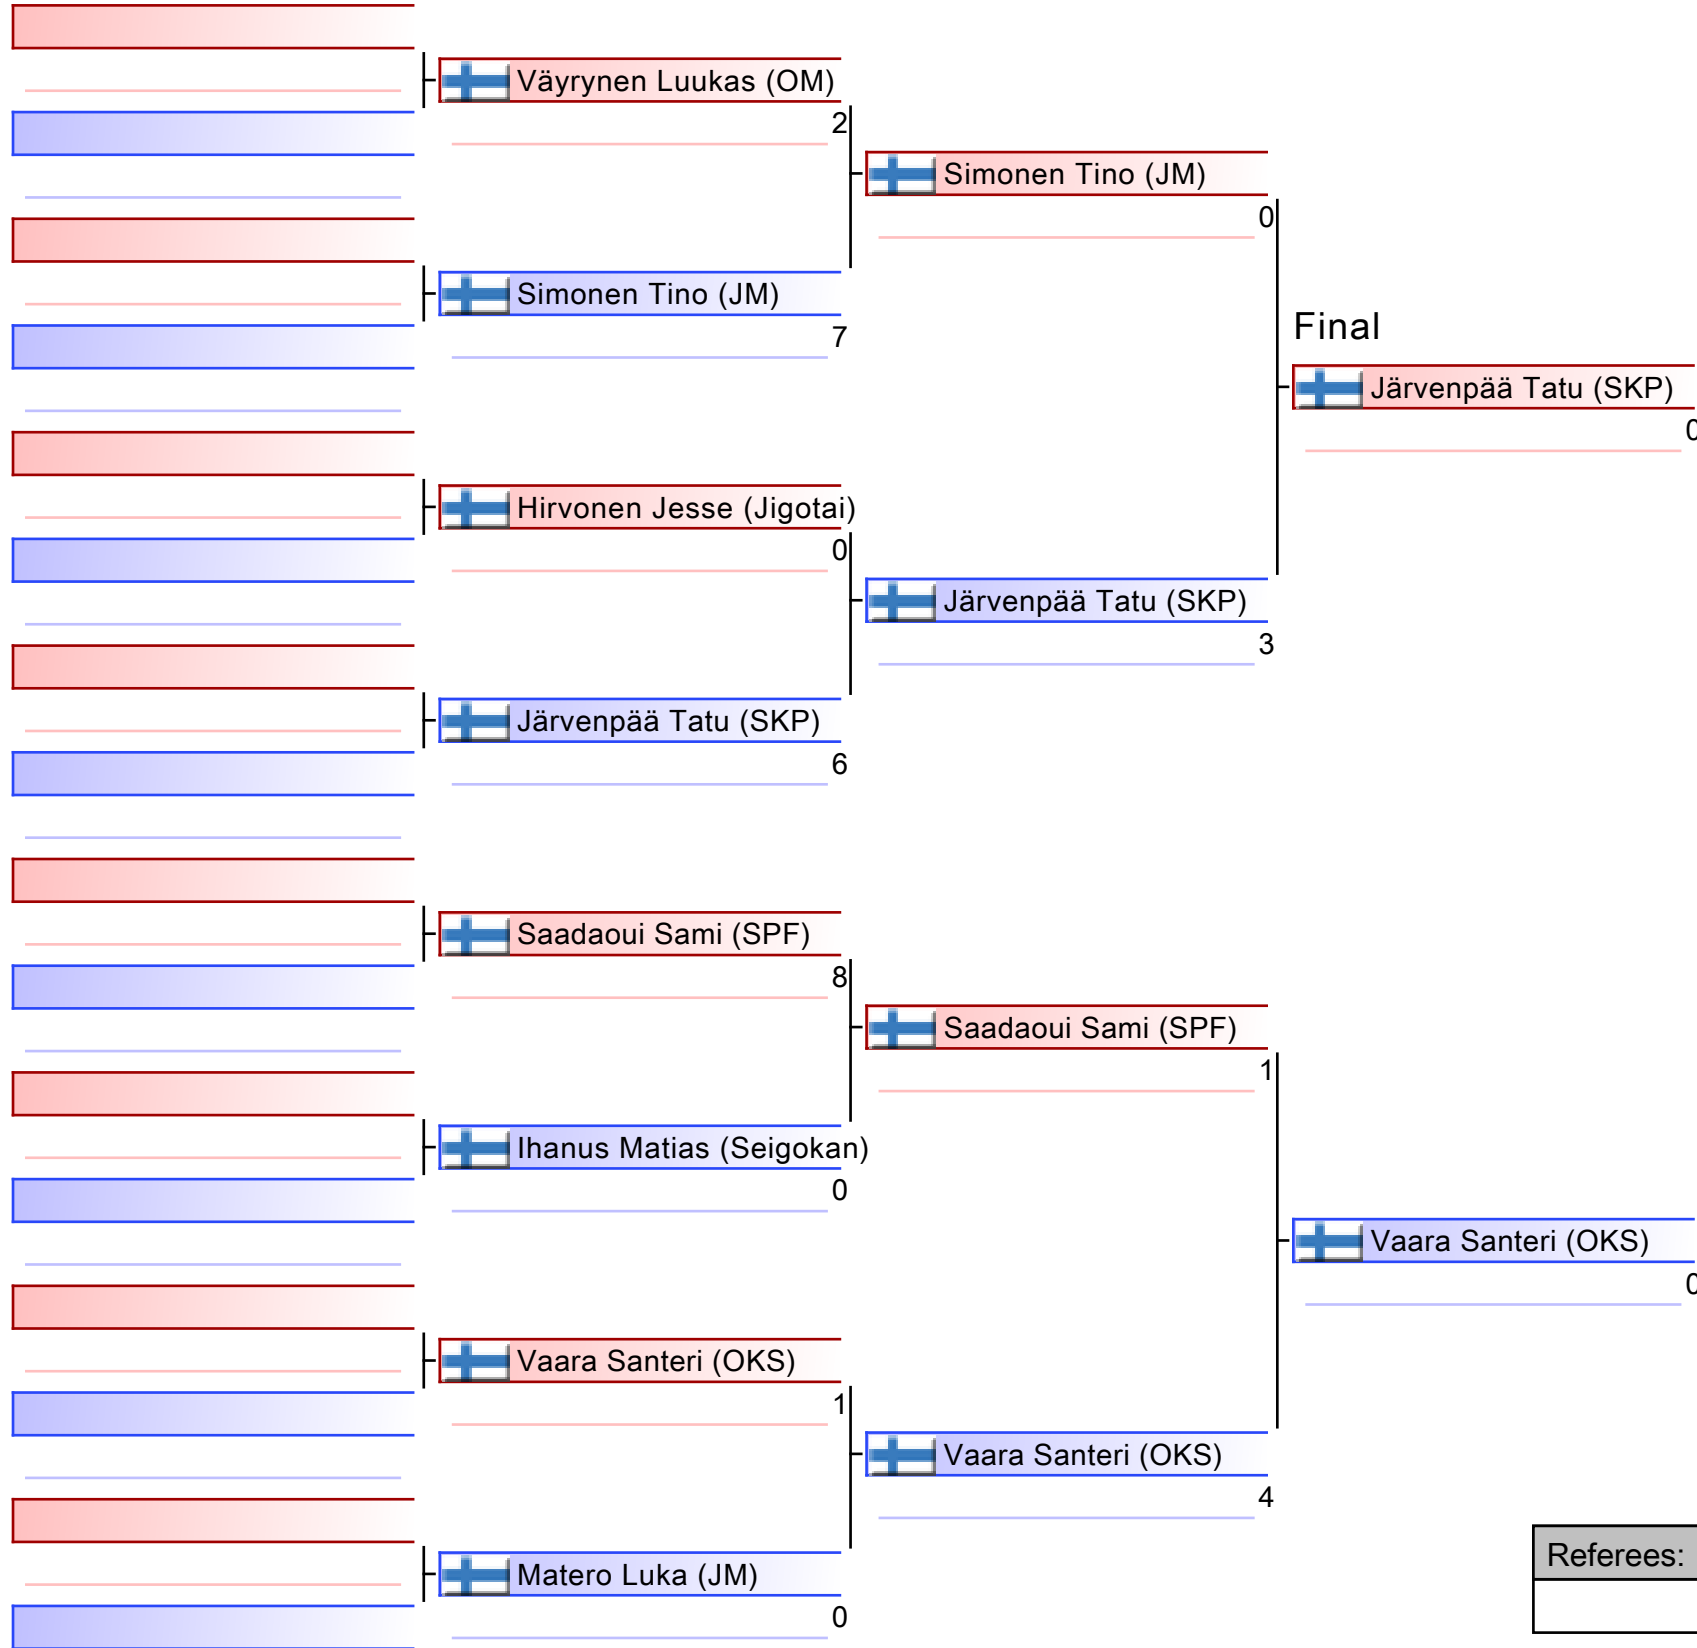 Väyrynen Luukas (OM)
2
Simonen Tino (JM)
0
Simonen Tino (JM)
7
Final
Järvenpää Tatu (SKP)
0
Hirvonen Jesse (Jigotai)
0
Järvenpää Tatu (SKP)
3
Järvenpää Tatu (SKP)
6
Saadaoui Sami (SPF)
8
Saadaoui Sami (SPF)
1
Ihanus Matias (Seigokan)
0
Vaara Santeri (OKS)
0
Vaara Santeri (OKS)
1
Vaara Santeri (OKS)
4
Matero Luka (JM)
0
Referees: